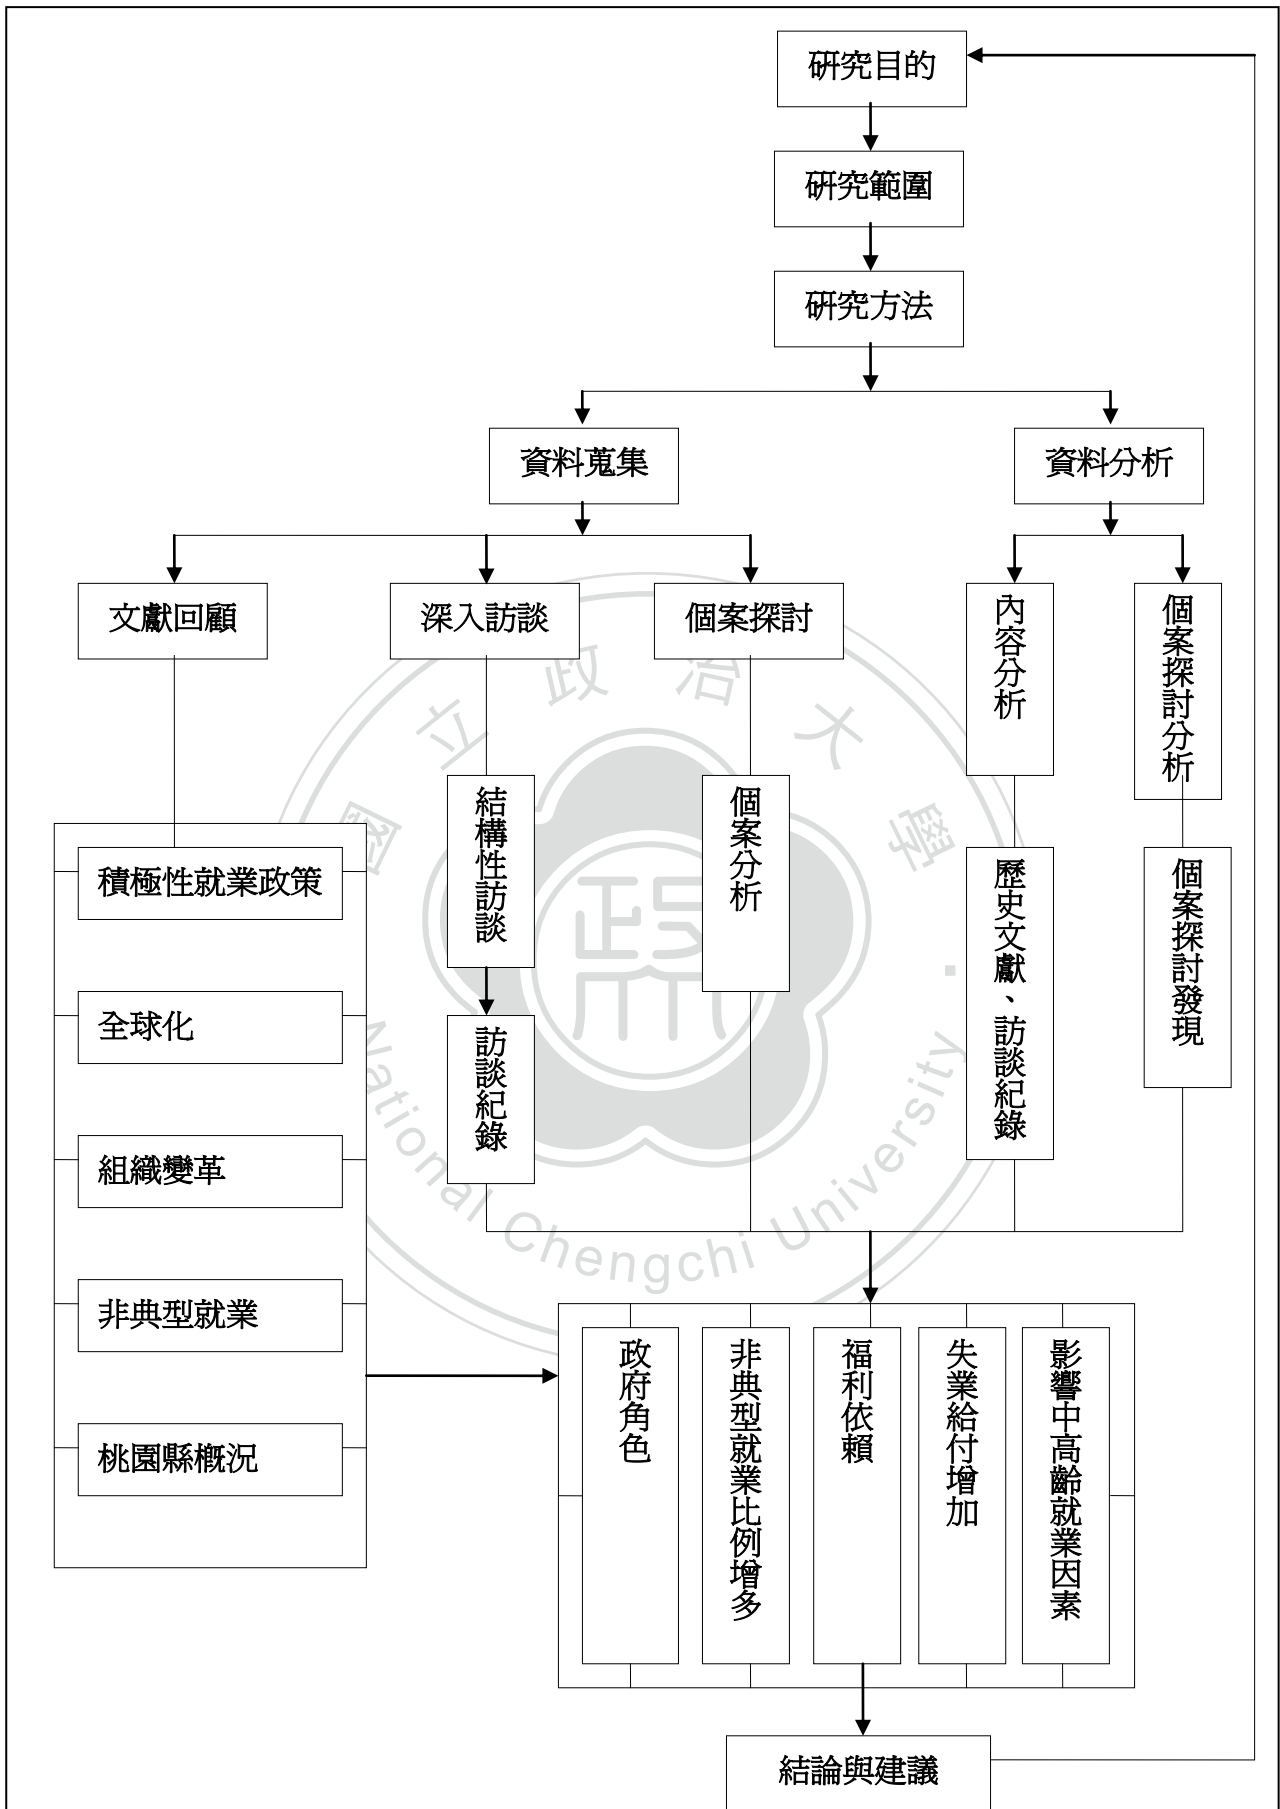 研究目的
研究範圍
研究方法
資料蒐集
資料分析
文獻回顧
深入訪談
個案探討
內容分析
個案探討分析
結構性訪談
個案分析
積極性就業政策
歷史文獻、訪談紀錄
個案探討發現
全球化
訪談紀錄
組織變革
非典型就業
桃園縣概況
政府角色
非典型就業比例增多
福利依賴
失業給付增加
影響中高齡就業因素
結論與建議
國立政治大學
政
National Chengchi University